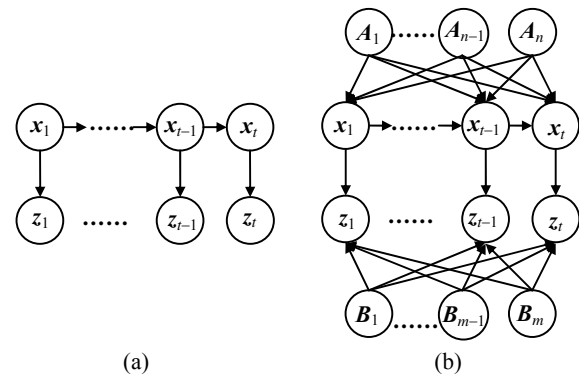 A₁ …… Aₙ₋₁ Aₙ
x₁ …… xₜ₋₁ xₜ x₁ …… xₜ₋₁ xₜ
z₁ …… zₜ₋₁ zₜ z₁ …… zₜ₋₁ zₜ
B₁ …… Bₘ₋₁ Bₘ
(a) (b)